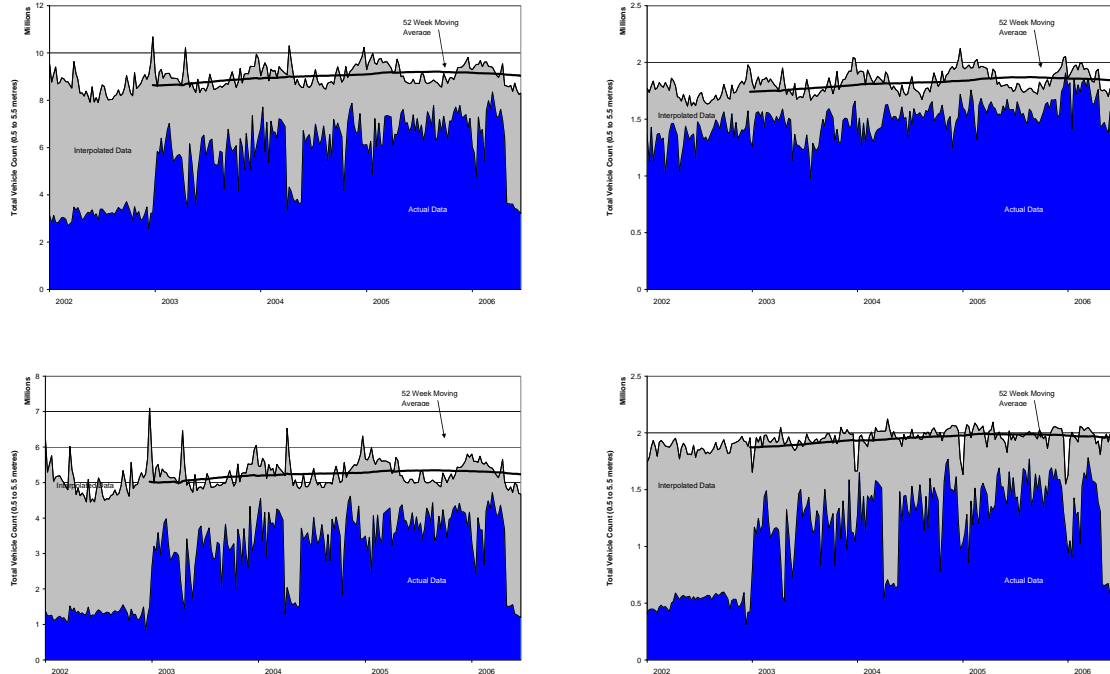 Millions
Total Vehicle Count (0.5 to 5.5 metres)
12
10
8
6
4
2
0
52 Week Moving
Average
Interpolated Data
Actual Data
2002
2003
2004
2005
2006
Millions
Total Vehicle Count (0.5 to 5.5 metres)
2.5
2
1.5
1
0.5
0
52 Week Moving
Average
Interpolated Data
Actual Data
2002
2003
2004
2005
2006
Millions
Total Vehicle Count (0.5 to 5.5 metres)
8
7
6
5
4
3
2
1
0
52 Week Moving
Average
Interpolated Data
Actual Data
2002
2003
2004
2005
2006
Millions
Total Vehicle Count (0.5 to 5.5 metres)
2.5
2
1.5
1
0.5
0
52 Week Moving
Average
Interpolated Data
Actual Data
2002
2003
2004
2005
2006